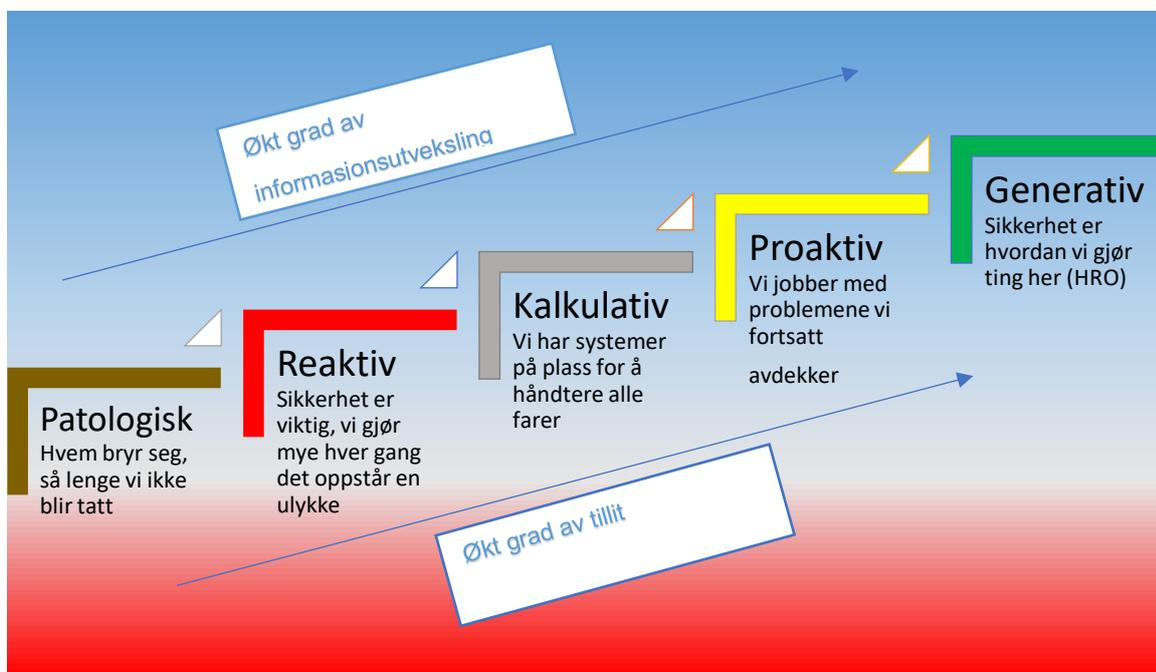 Økt grad av
informasjonsutveksling
Patologisk
Hvem bryr seg,
så lenge vi ikke
blir tatt
Reaktiv
Sikkerhet er
viktig, vi gjør
mye hver gang
det oppstår en
ulykke
Kalkulativ
Vi har systemer
på plass for å
håndtere alle
farer
Proaktiv
Vi jobber med
problemene vi
fortsatt
avdekker
Generativ
Sikkerhet er
hvordan vi gjør
ting her (HRO)
Økt grad av tillit